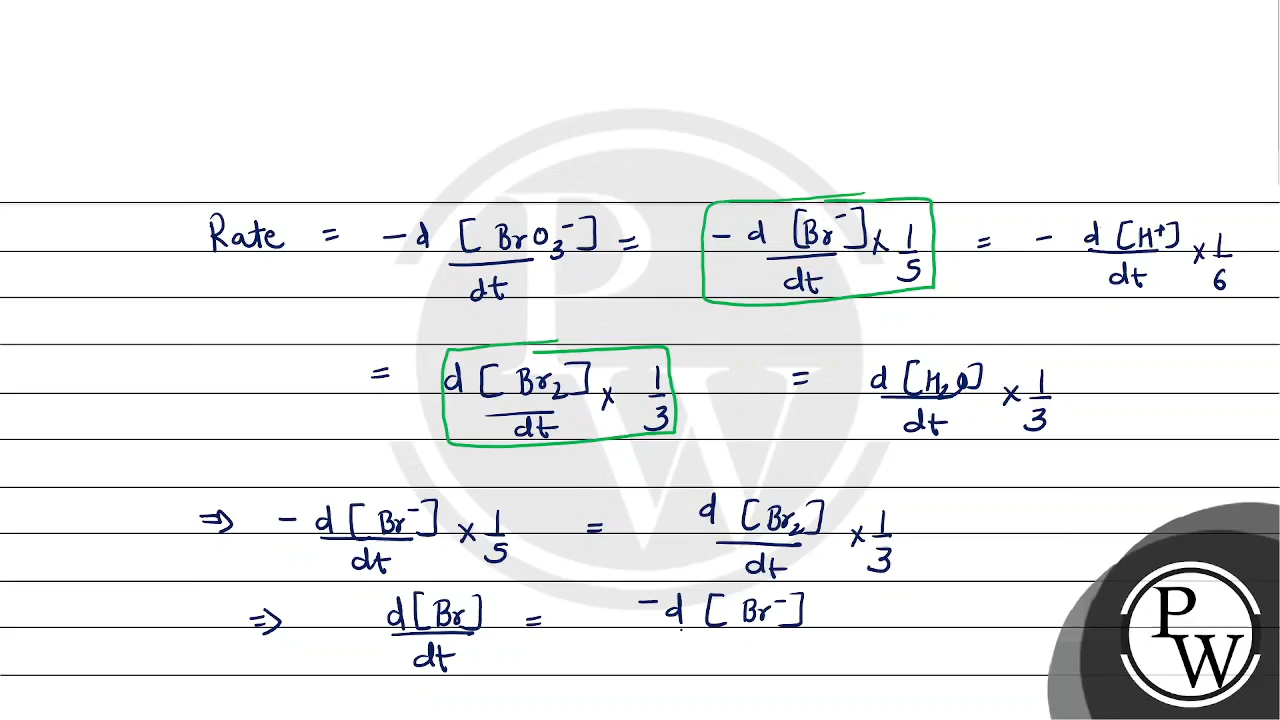 Rate = -d[BrO₃⁻]/dt = -d[Br⁻]/dt × 1/5 = -d[H⁺]/dt × 1/6
= d[Br₂]/dt × 1/3 = d[H₂O]/dt × 1/3
⇒ -d[Br⁻]/dt × 1/5 = d[Br₂]/dt × 1/3
⇒ d[Br]/dt = -d[Br⁻]
PW
PW